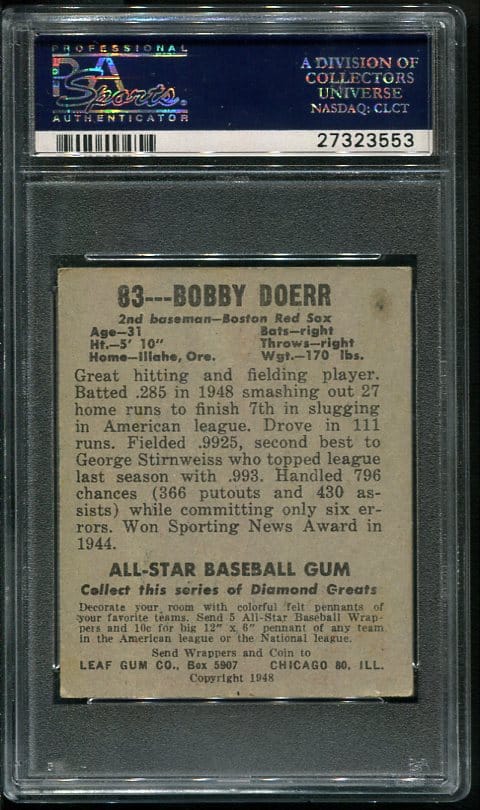 PROFESSIONAL
PSA
Sports
AUTHENTICATOR
A DIVISION OF
COLLECTORS
UNIVERSE
NASDAQ: CLCT
27323553
83---BOBBY DOERR
2nd baseman—Boston Red Sox
Age—31 Bats—right
Ht.—5' 10" Throws—right
Home—Illahe, Ore. Wgt.—170 lbs.
Great hitting and fielding player.
Batted .285 in 1948 smashing out 27
home runs to finish 7th in slugging
in American league. Drove in 111
runs. Fielded .9925, second best to
George Stirnweiss who topped league
last season with .993. Handled 796
chances (366 putouts and 430 as-
sists) while committing only six er-
rors. Won Sporting News Award in
1944.
ALL-STAR BASEBALL GUM
Collect this series of Diamond Greats
Decorate your room with colorful felt pennants of
your favorite teams. Send 5 All-Star Baseball Wrap-
pers and 10c for big 12" x 6" pennant of any team
in the American league or the National league.
Send Wrappers and Coin to
LEAF GUM CO., Box 5907 CHICAGO 80, ILL.
Copyright 1948